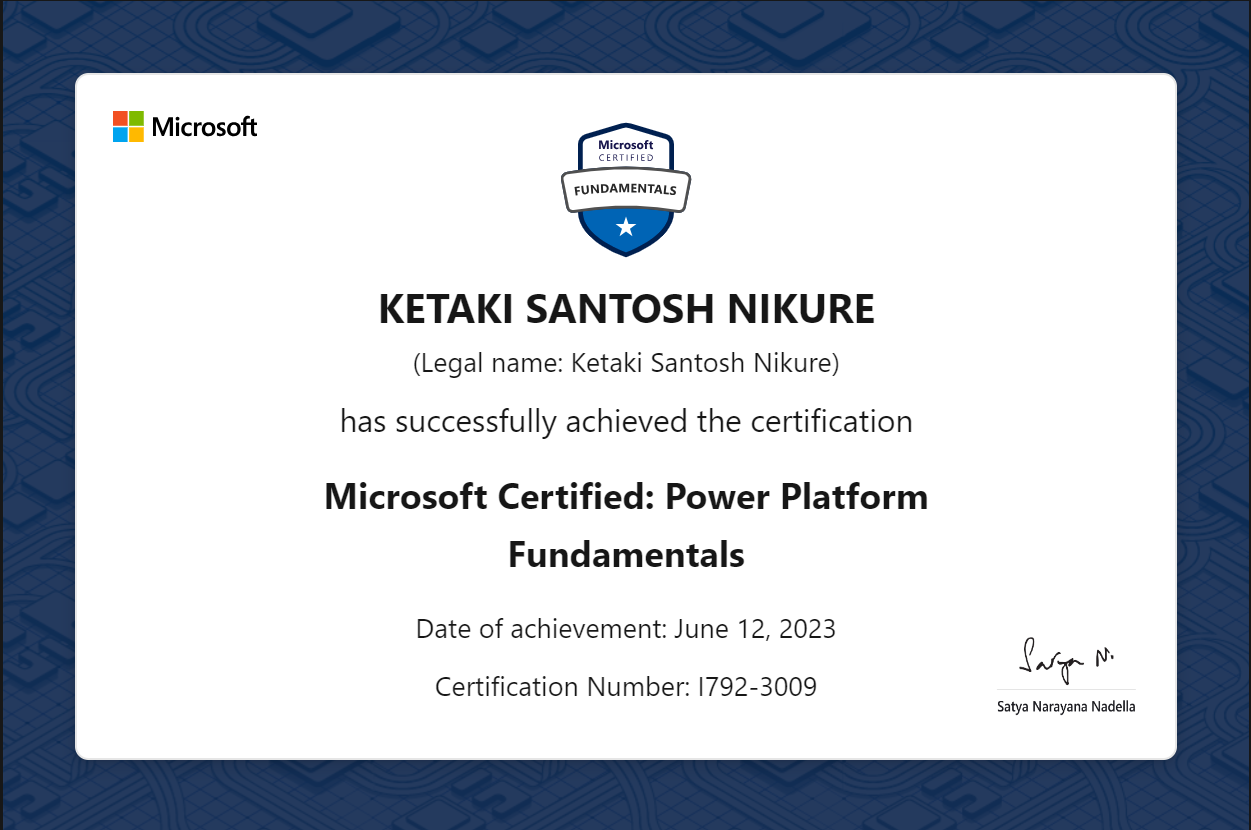 Microsoft
Microsoft
CERTIFIED
FUNDAMENTALS
KETAKI SANTOSH NIKURE
(Legal name: Ketaki Santosh Nikure)
has successfully achieved the certification
Microsoft Certified: Power Platform
Fundamentals
Date of achievement: June 12, 2023
Certification Number: I792-3009
Satya N.
Satya Narayana Nadella